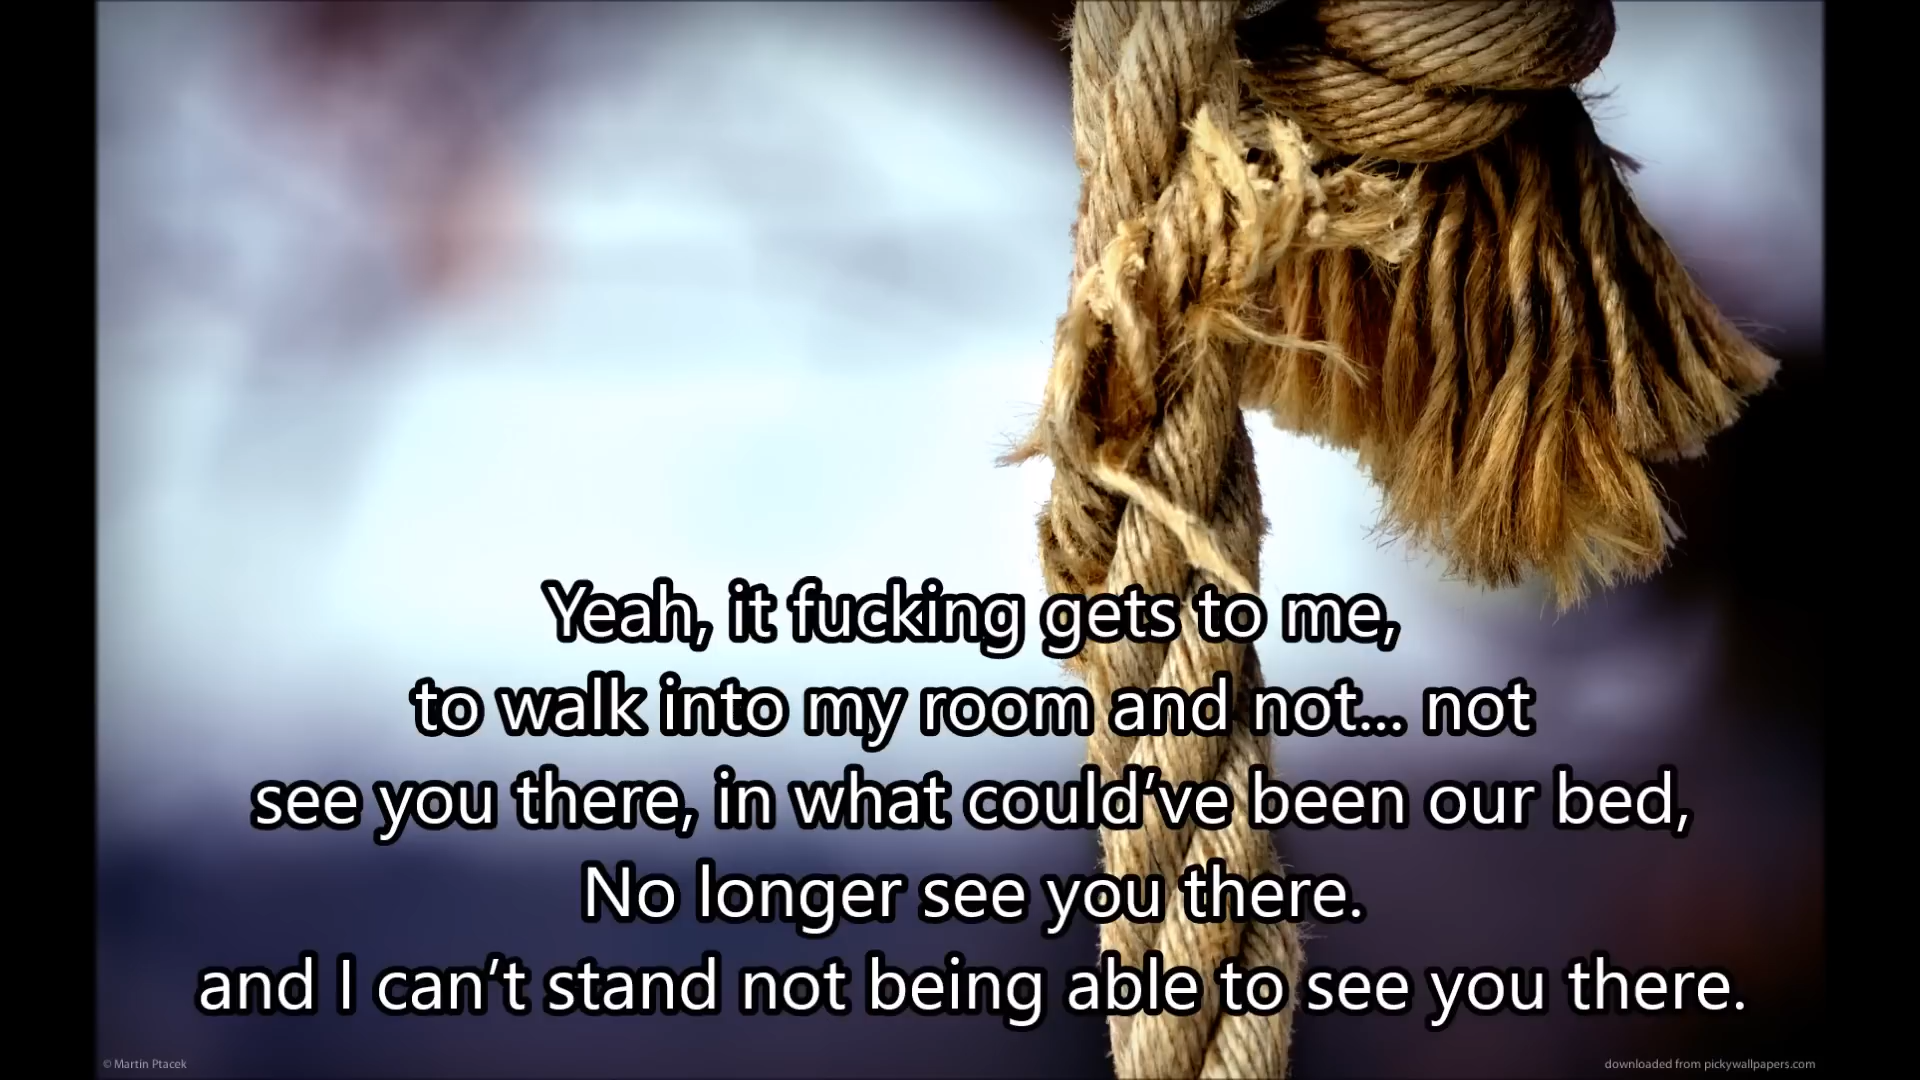 Yeah, it fucking gets to me,
to walk into my room and not... not
see you there, in what could’ve been our bed,
No longer see you there.
and I can’t stand not being able to see you there.
© Martin Ptacek
downloaded from pickywallpapers.com